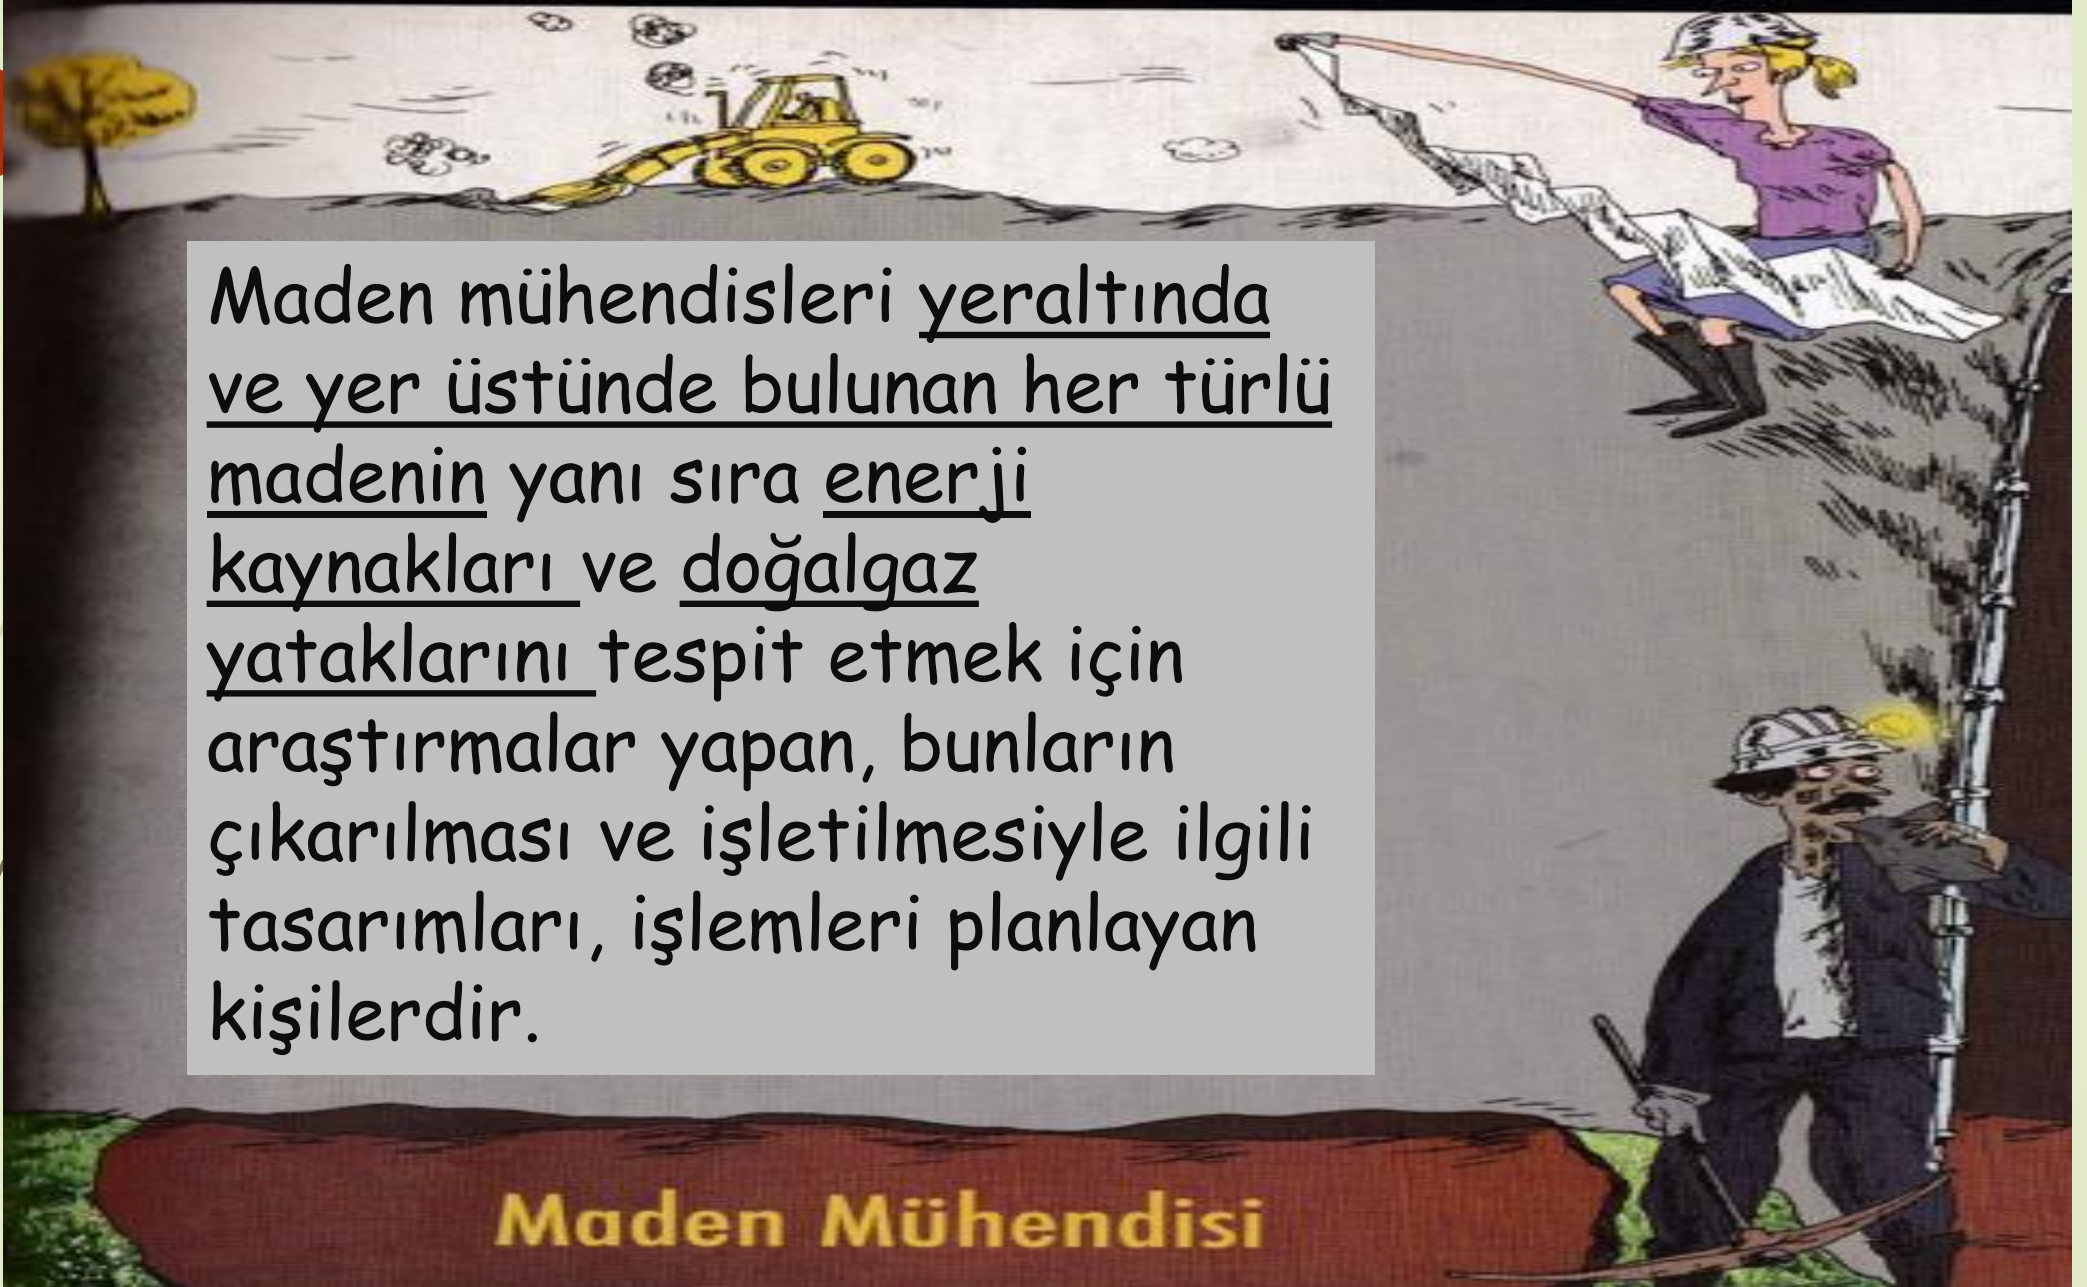 Maden mühendisleri yeraltında
ve yer üstünde bulunan her türlü
madenin yanı sıra enerji
kaynakları ve doğalgaz
yataklarını tespit etmek için
araştırmalar yapan, bunların
çıkarılması ve işletilmesiyle ilgili
tasarımları, işlemleri planlayan
kişilerdir.
Maden Mühendisi